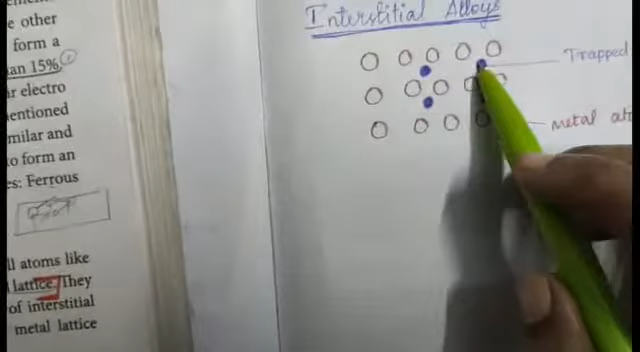 e other
form a
an 15%
r electro
entioned
milar and
o form an
es: Ferrous
ll atoms like
lattice. They
of interstitial
metal lattice
Interstitial Alloys
Trapped
metal at